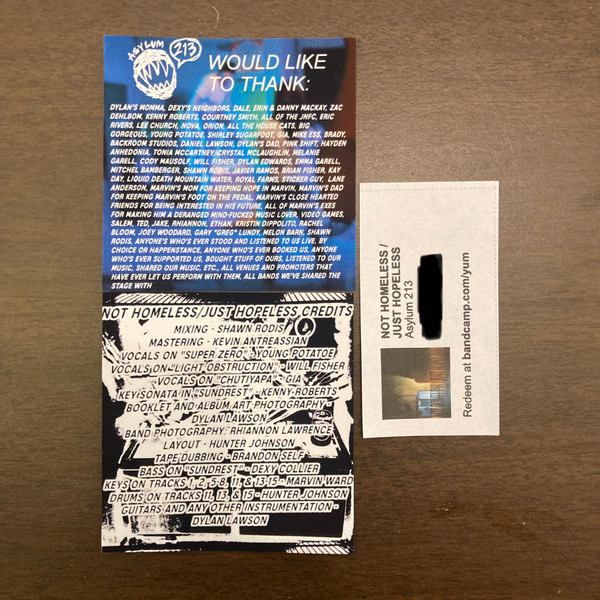 ASYLUM
213
WOULD LIKE
TO THANK:
DYLAN'S MOMMA, DEXY'S NEIGHBORS, DALE, ERIN & DANNY MACKAY, ZAC
DEHLBOM, KENNY ROBERTS, COURTNEY SMITH, ALL OF THE JNFC, ERIC
RIVERS, LEE CHURCH, NOVA, ORION, ALL THE HOUSE CATS, BIG
GORGEOUS, YOUNG POTATOE, SHIRLEY SUGARFOOT, GIA, MIKE ESS, BRADY,
BACKROOM STUDIOS, DANIEL LAWSON, DYLAN'S DAD, PINK SHIFT, HAYDEN
ANHEDONIA, TONIA MCCARTNEY/CRYSTAL MCLAUGHLIN, MELANIE
GARELL, CODY MAUSOLF, WILL FISHER, DYLAN EDWARDS, EMMA GARELL,
MITCHEL BAMBERGER, SHAWN RODIS, JAVIER RAMOS, BRIAN FISHER, KAY
DAY, LIQUID DEATH MOUNTAIN WATER, ROYAL FARMS, STICKER GUY, LANE
ANDERSON, MARVIN'S MOM FOR KEEPING HOPE IN MARVIN, MARVIN'S DAD
FOR KEEPING MARVIN'S FOOT ON THE PEDAL, MARVIN'S CLOSE HEARTED
FRIENDS FOR BEING INTERESTED IN HIS FUTURE, ALL OF MARVIN'S EXES
FOR MAKING HIM A DERANGED MIND-FUCKED MUSIC LOVER, VIDEO GAMES,
SALEM, TED, JAKE, RHIANNON, ETHAN, KRISTIN DIPPOLITO, RACHEL
BLOOM, JOEY WOODARD, GARY "GREG" LUNDY, MELON BARN, SHAWN
RODIS, ANYONE'S WHO'S EVER STOOD AND LISTENED TO US LIVE, BY
CHOICE OR HAPPENSTANCE, ANYONE WHO'S EVER BOOKED US, ANYONE
WHO'S EVER SUPPORTED US, BOUGHT STUFF OF OURS, LISTENED TO OUR
MUSIC, SHARED OUR MUSIC, ETC., ALL VENUES AND PROMOTERS THAT
HAVE EVER LET US PERFORM WITH THEM, ALL BANDS WE'VE SHARED THE
STAGE WITH
NOT HOMELESS/JUST HOPELESS CREDITS
MIXING - SHAWN RODIS
MASTERING - KEVIN ANTREASSIAN
VOCALS ON "SUPER ZERO" - YOUNG POTATOE
VOCALS ON "LIGHT OBSTRUCTION" - WILL FISHER
VOCALS ON "CHUTIYAPA" - GIA
KEY SONATA IN "SUNDREST" - KENNY ROBERTS
BOOKLET AND ALBUM ART PHOTOGRAPHY -
DYLAN LAWSON
BAND PHOTOGRAPHY: RHIANNON LAWRENCE
LAYOUT - HUNTER JOHNSON
TAPE DUBBING - BRANDON SELF
BASS ON "SUNDREST" - DEXY COLLIER
KEYS ON TRACKS 1, 2, 5-8, 11, & 13-15 - MARVIN WARD
DRUMS ON TRACKS 11, 13, & 15 - HUNTER JOHNSON
GUITARS AND ANY OTHER INSTRUMENTATION -
DYLAN LAWSON
NOT HOMELESS /
JUST HOPELESS
Asylum 213
Redeem at bandcamp.com/yum